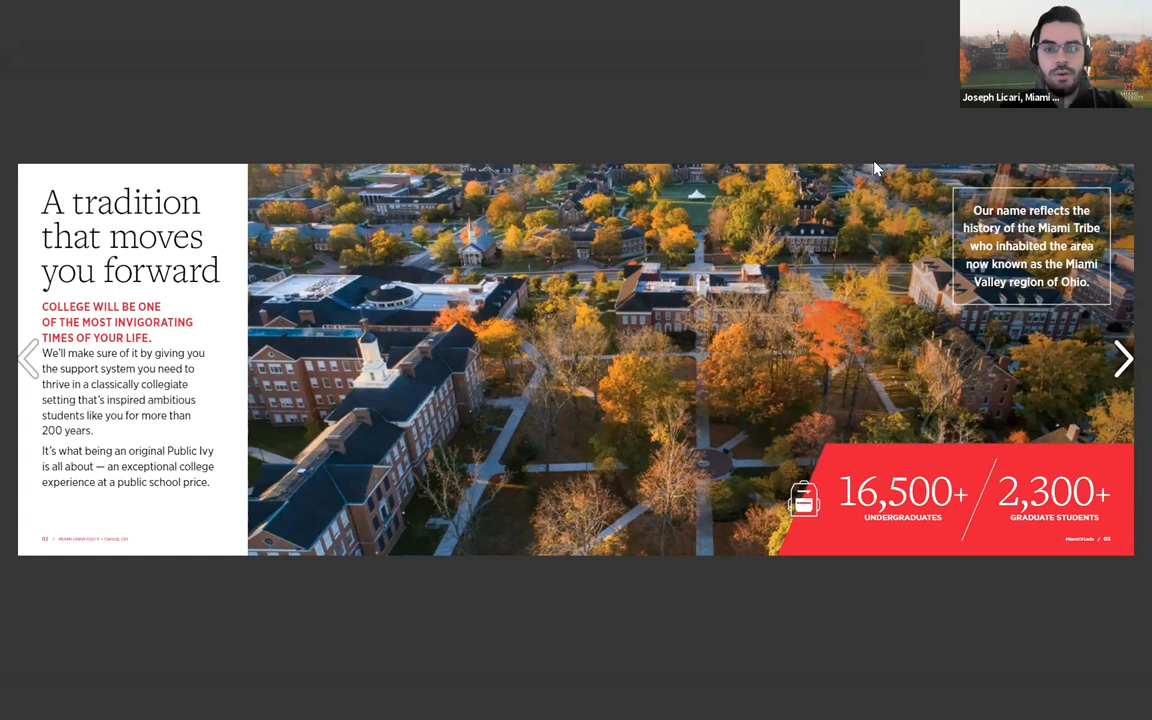 Joseph Licari, Miami ...
A tradition
that moves
you forward
COLLEGE WILL BE ONE
OF THE MOST INVIGORATING
TIMES OF YOUR LIFE.
We'll make sure of it by giving you
the support system you need to
thrive in a classically collegiate
setting that's inspired ambitious
students like you for more than
200 years.
It's what being an original Public Ivy
is all about — an exceptional college
experience at a public school price.
02 / MIAMI UNIVERSITY • Oxford, OH
Our name reflects the
history of the Miami Tribe
who inhabited the area
now known as the Miami
Valley region of Ohio.
16,500+
UNDERGRADUATES
2,300+
GRADUATE STUDENTS